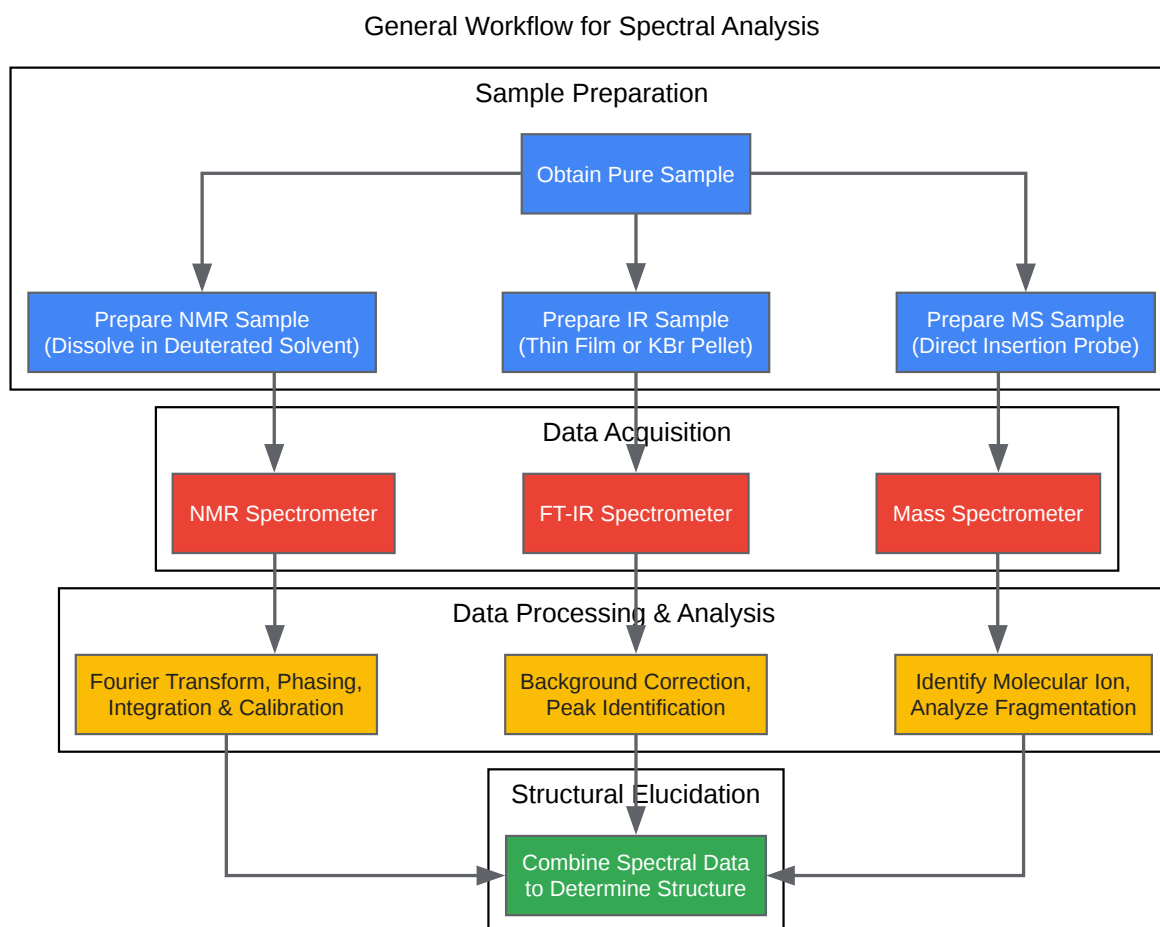 General Workflow for Spectral Analysis
Sample Preparation
Obtain Pure Sample
Prepare NMR Sample
(Dissolve in Deuterated Solvent)
Prepare IR Sample
(Thin Film or KBr Pellet)
Prepare MS Sample
(Direct Insertion Probe)
Data Acquisition
NMR Spectrometer
FT-IR Spectrometer
Mass Spectrometer
Data Processing & Analysis
Fourier Transform, Phasing,
Integration & Calibration
Background Correction,
Peak Identification
Identify Molecular Ion,
Analyze Fragmentation
Structural Elucidation
Combine Spectral Data
to Determine Structure